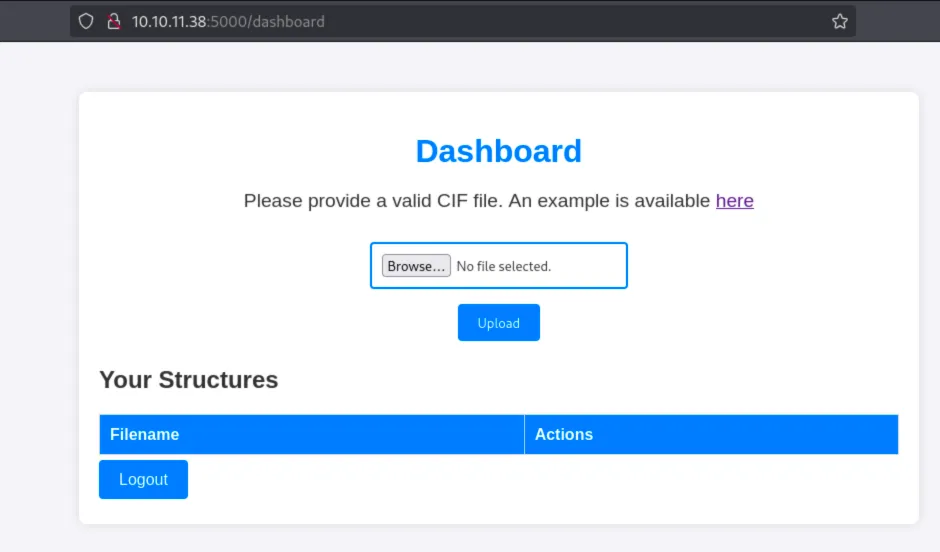 10.10.11.38:5000/dashboard
Dashboard
Please provide a valid CIF file. An example is available here
Browse... No file selected.
Upload
Your Structures
Filename Actions
Logout